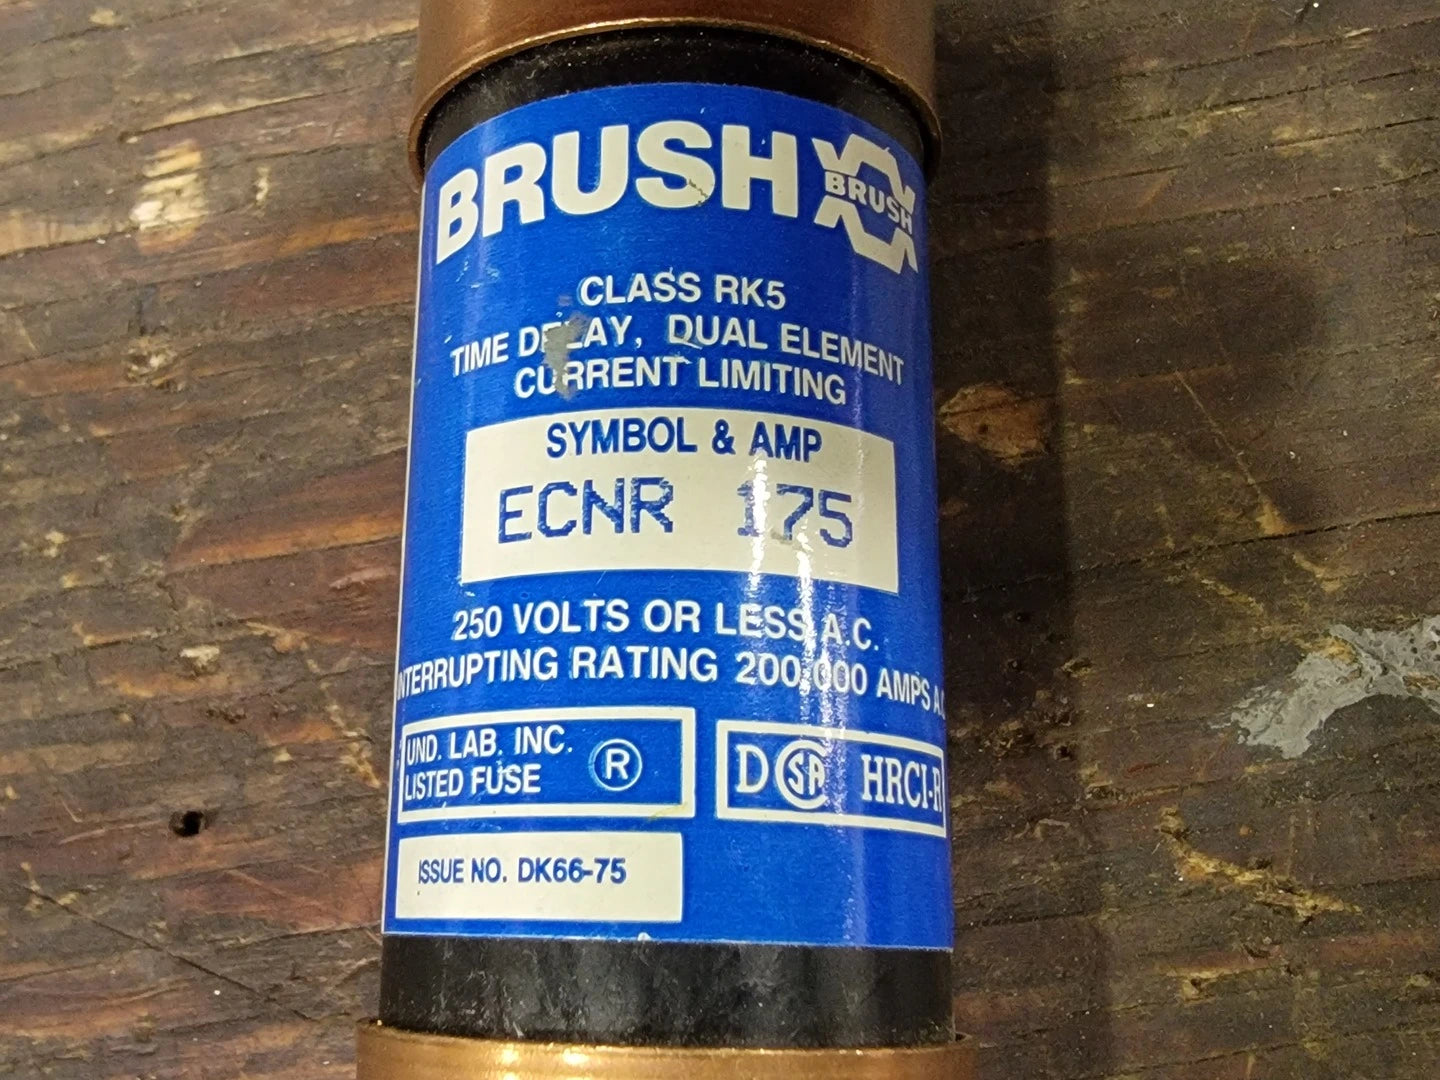 BRUSH
BRUSH
CLASS RK5
TIME DELAY, DUAL ELEMENT
CURRENT LIMITING
SYMBOL & AMP
ECNR 175
250 VOLTS OR LESS A.C.
INTERRUPTING RATING 200,000 AMPS A.C.
UND. LAB. INC. ®
LISTED FUSE
D SA HRCI-R
ISSUE NO. DK66-75